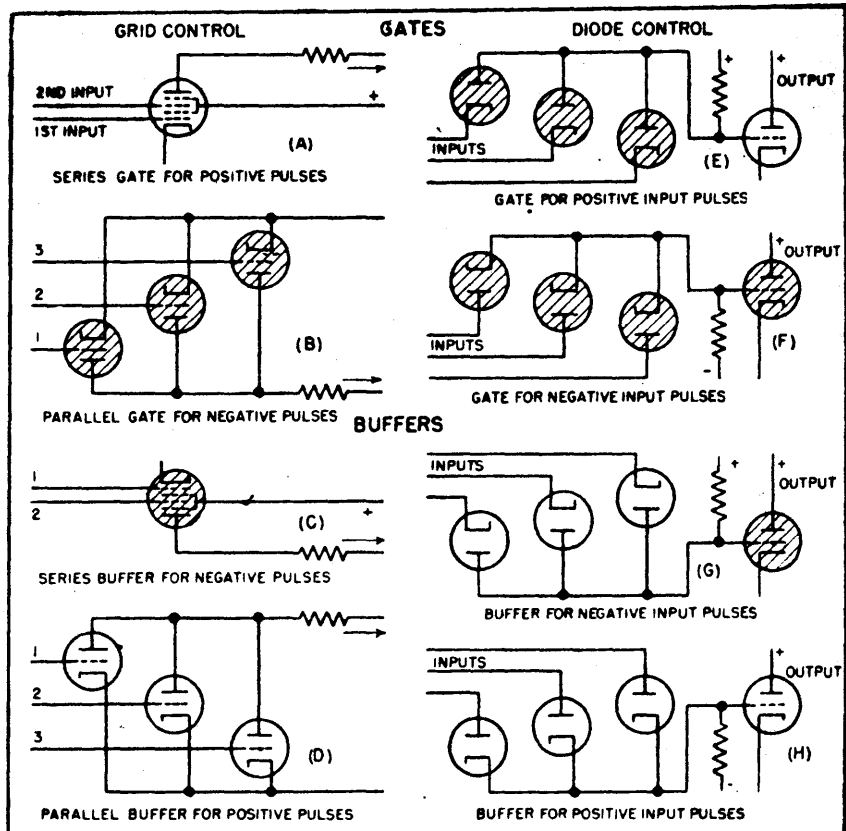 GRID CONTROL GATES DIODE CONTROL
2ND INPUT
1ST INPUT
+
(A)
SERIES GATE FOR POSITIVE PULSES
+
+
OUTPUT
INPUTS
(E)
GATE FOR POSITIVE INPUT PULSES
3
2
1
(B)
PARALLEL GATE FOR NEGATIVE PULSES
+
OUTPUT
INPUTS
-
(F)
GATE FOR NEGATIVE INPUT PULSES
BUFFERS
1
2
(C)
+
SERIES BUFFER FOR NEGATIVE PULSES
INPUTS
+
+
OUTPUT
(G)
BUFFER FOR NEGATIVE INPUT PULSES
1
2
3
(D)
PARALLEL BUFFER FOR POSITIVE PULSES
INPUTS
+
OUTPUT
-
(H)
BUFFER FOR POSITIVE INPUT PULSES